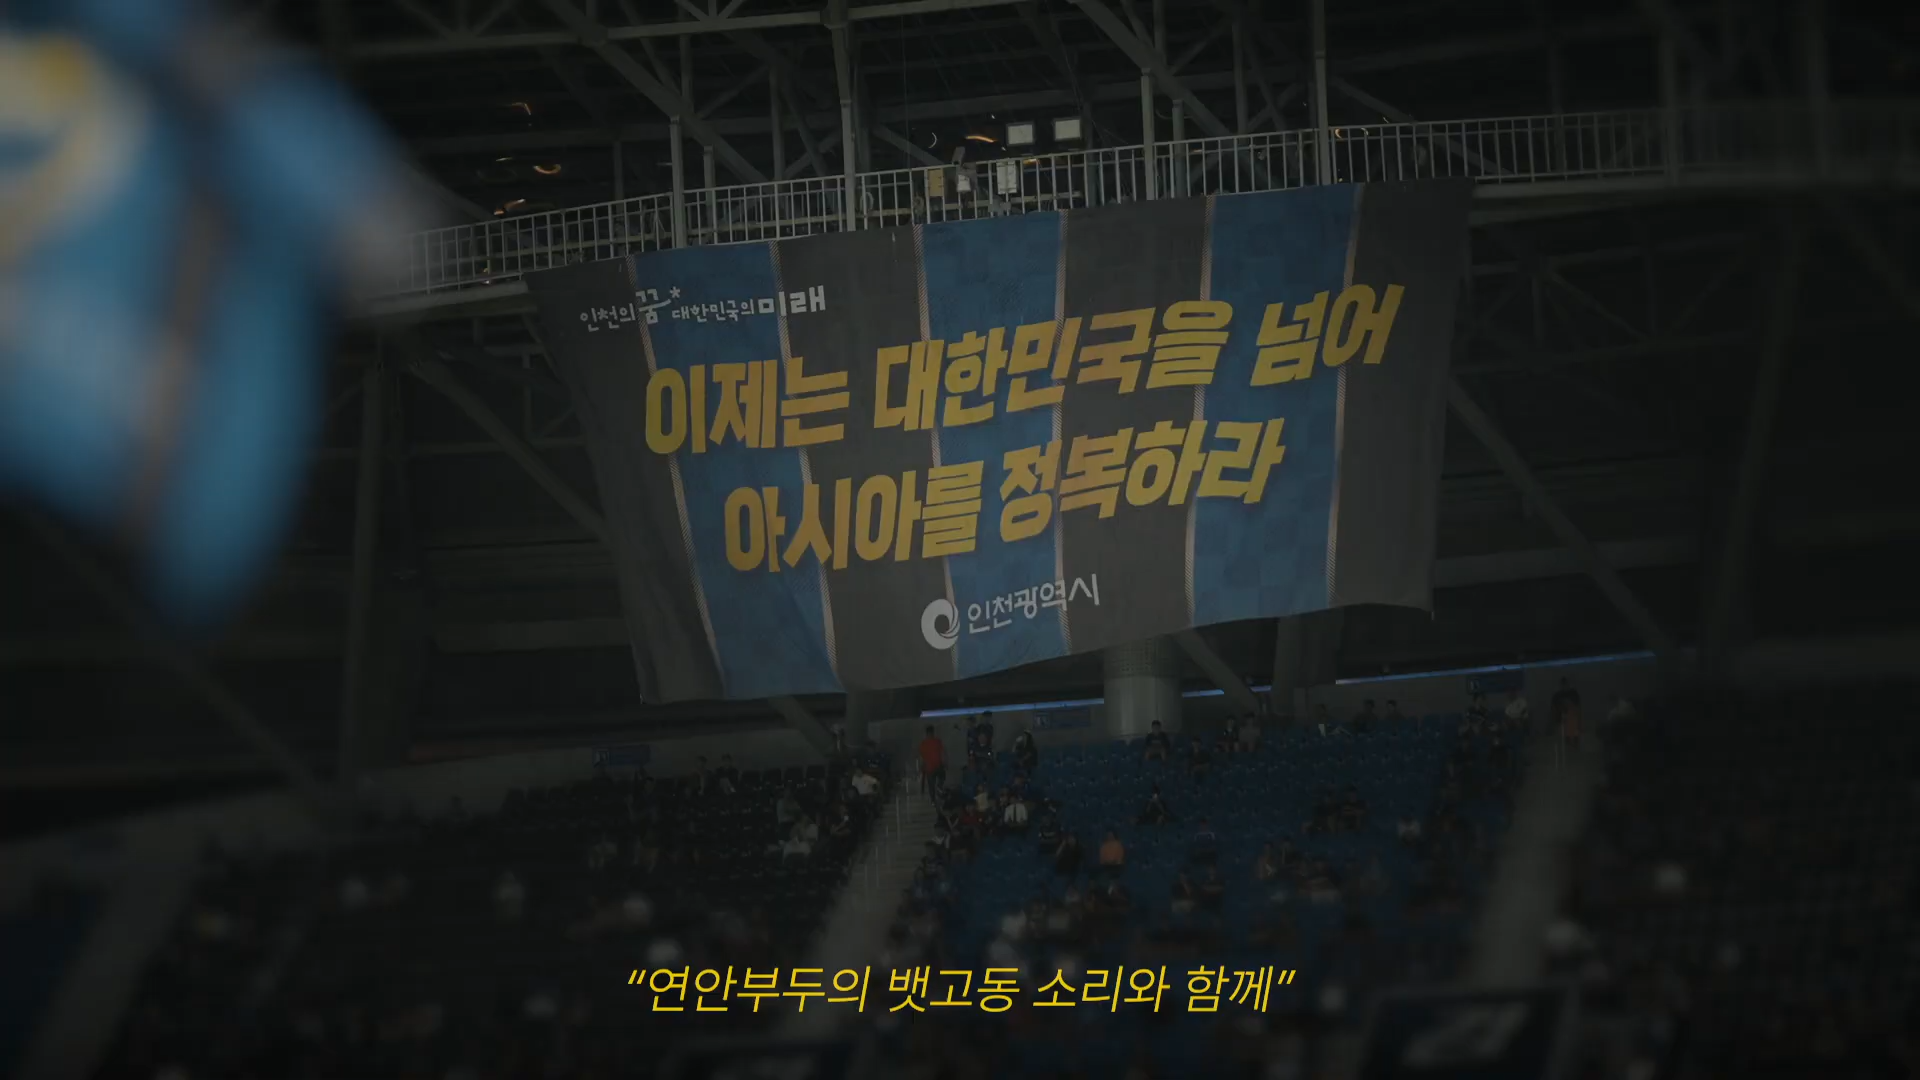 인천의 꿈 대한민국의 미래
이제는 대한민국을 넘어
아시아를 정복하라
인천광역시
“연안부두의 뱃고동 소리와 함께”